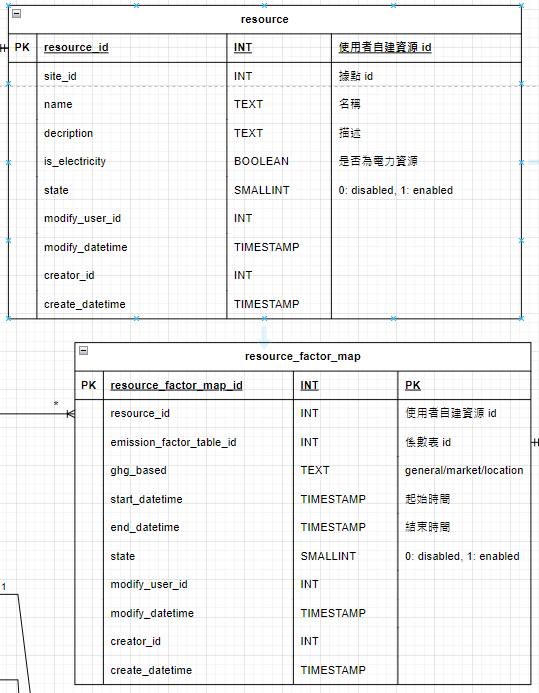 resource
PK resource_id INT 使用者自建資源 id
site_id INT 據點 id
name TEXT 名稱
decription TEXT 描述
is_electricity BOOLEAN 是否為電力資源
state SMALLINT 0: disabled, 1: enabled
modify_user_id INT
modify_datetime TIMESTAMP
creator_id INT
create_datetime TIMESTAMP
resource_factor_map
PK resource_factor_map_id INT PK
*
resource_id INT 使用者自建資源 id
emission_factor_table_id INT 係數表 id
ghg_based TEXT general/market/location
start_datetime TIMESTAMP 起始時間
end_datetime TIMESTAMP 結束時間
state SMALLINT 0: disabled, 1: enabled
1
modify_user_id INT
modify_datetime TIMESTAMP
creator_id INT
create_datetime TIMESTAMP